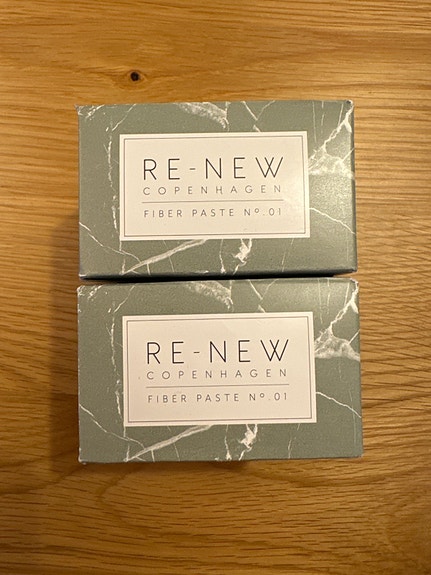 RE-NEW
COPENHAGEN
FIBER PASTE Nº.01
RE-NEW
COPENHAGEN
FIBER PASTE Nº.01